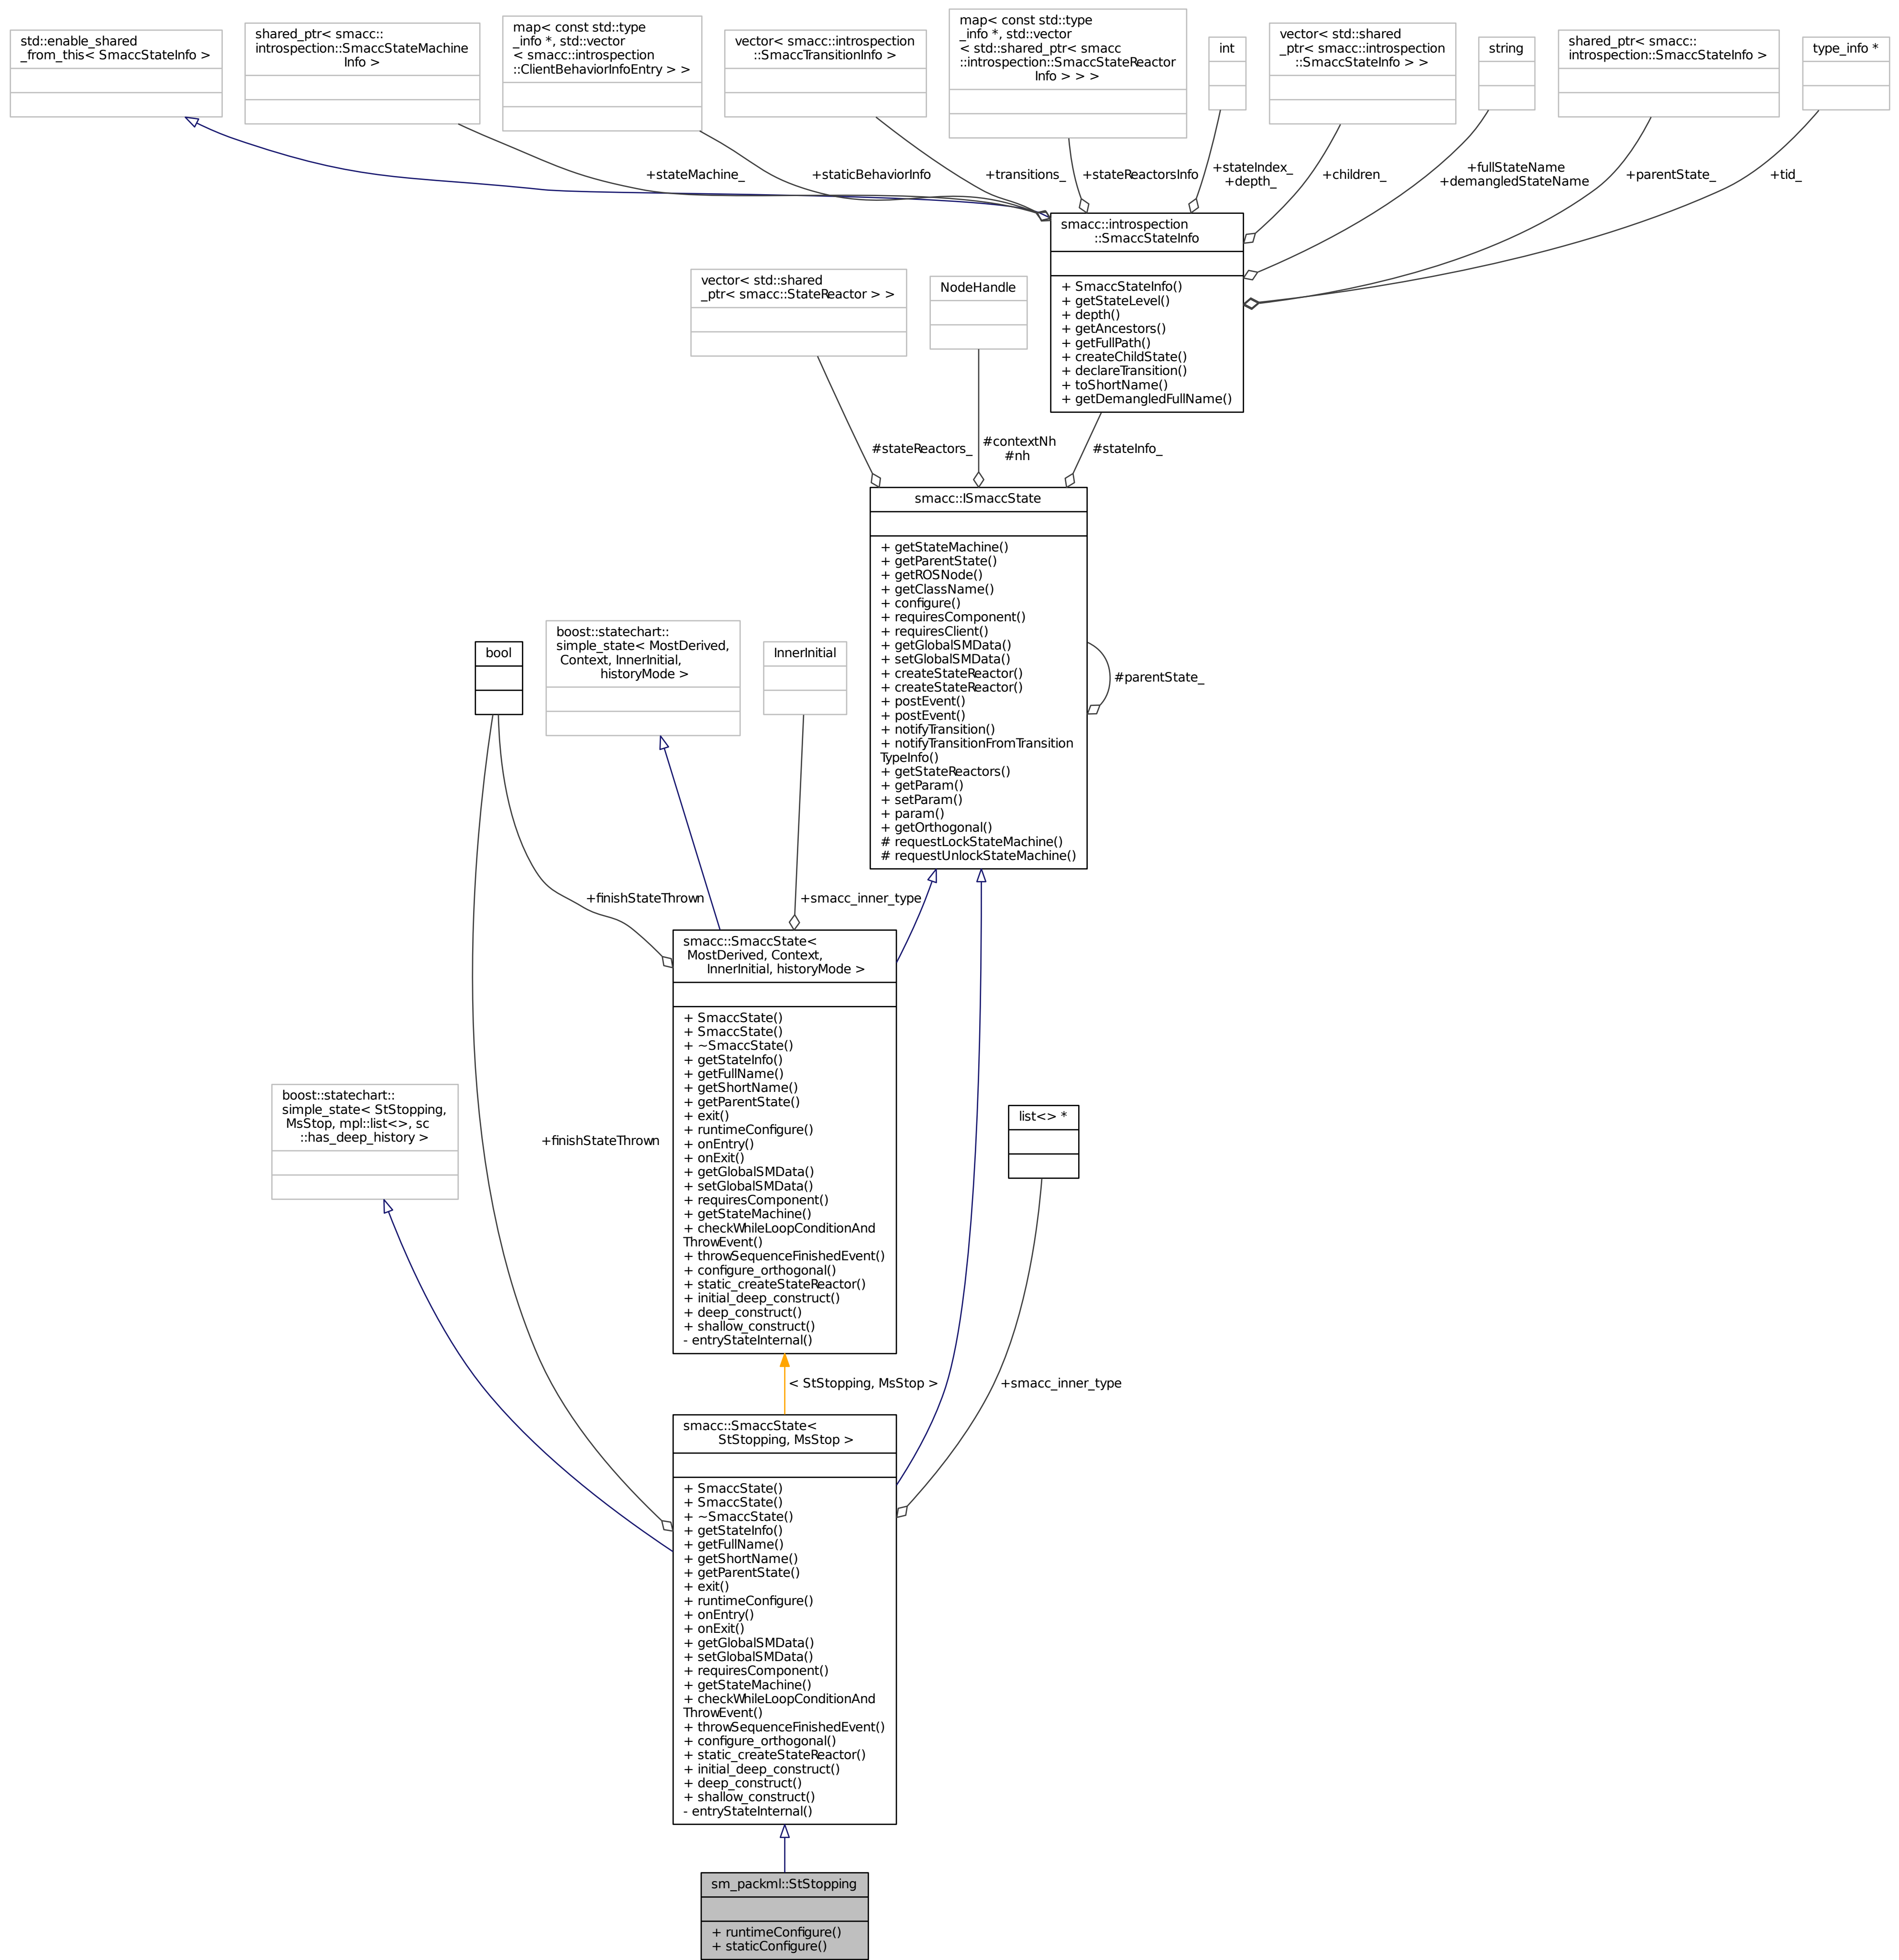 std::enable_shared
_from_this< SmaccStateInfo >
shared_ptr< smacc::
introspection::SmaccStateMachine
Info >
map< const std::type
_info *, std::vector
< smacc::introspection
::ClientBehaviorInfoEntry > >
vector< smacc::introspection
::SmaccTransitionInfo >
map< const std::type
_info *, std::vector
< std::shared_ptr< smacc
::introspection::SmaccStateReactor
Info > > >
int
vector< std::shared
_ptr< smacc::introspection
::SmaccStateInfo > >
string
shared_ptr< smacc::
introspection::SmaccStateInfo >
type_info *
+stateMachine_
+staticBehaviorInfo
+transitions_
+stateReactorsInfo
+stateIndex_
+depth_
+children_
+fullStateName
+demangledStateName
+parentState_
+tid_
smacc::introspection
::SmaccStateInfo
+ SmaccStateInfo()
+ getStateLevel()
+ depth()
+ getAncestors()
+ getFullPath()
+ createChildState()
+ declareTransition()
+ toShortName()
+ getDemangledFullName()
vector< std::shared
_ptr< smacc::StateReactor > >
NodeHandle
#stateReactors_
#contextNh
#nh
#stateInfo_
smacc::ISmaccState
+ getStateMachine()
+ getParentState()
+ getROSNode()
+ getClassName()
+ configure()
+ requiresComponent()
+ requiresClient()
+ getGlobalSMData()
+ setGlobalSMData()
+ createStateReactor()
+ createStateReactor()
+ postEvent()
+ postEvent()
+ notifyTransition()
+ notifyTransitionFromTransition
TypeInfo()
+ getStateReactors()
+ getParam()
+ setParam()
+ param()
+ getOrthogonal()
# requestLockStateMachine()
# requestUnlockStateMachine()
#parentState_
bool
boost::statechart::
simple_state< MostDerived,
Context, InnerInitial,
historyMode >
InnerInitial
+finishStateThrown
+smacc_inner_type
smacc::SmaccState<
MostDerived, Context,
InnerInitial, historyMode >
+ SmaccState()
+ SmaccState()
+ ~SmaccState()
+ getStateInfo()
+ getFullName()
+ getShortName()
+ getParentState()
+ exit()
+ runtimeConfigure()
+ onEntry()
+ onExit()
+ getGlobalSMData()
+ setGlobalSMData()
+ requiresComponent()
+ getStateMachine()
+ checkWhileLoopConditionAnd
ThrowEvent()
+ throwSequenceFinishedEvent()
+ configure_orthogonal()
+ static_createStateReactor()
+ initial_deep_construct()
+ deep_construct()
+ shallow_construct()
- entryStateInternal()
boost::statechart::
simple_state< StStopping,
MsStop, mpl::list<>, sc
::has_deep_history >
+finishStateThrown
list<> *
< StStopping, MsStop >
+smacc_inner_type
smacc::SmaccState<
StStopping, MsStop >
+ SmaccState()
+ SmaccState()
+ ~SmaccState()
+ getStateInfo()
+ getFullName()
+ getShortName()
+ getParentState()
+ exit()
+ runtimeConfigure()
+ onEntry()
+ onExit()
+ getGlobalSMData()
+ setGlobalSMData()
+ requiresComponent()
+ getStateMachine()
+ checkWhileLoopConditionAnd
ThrowEvent()
+ throwSequenceFinishedEvent()
+ configure_orthogonal()
+ static_createStateReactor()
+ initial_deep_construct()
+ deep_construct()
+ shallow_construct()
- entryStateInternal()
sm_packml::StStopping
+ runtimeConfigure()
+ staticConfigure()